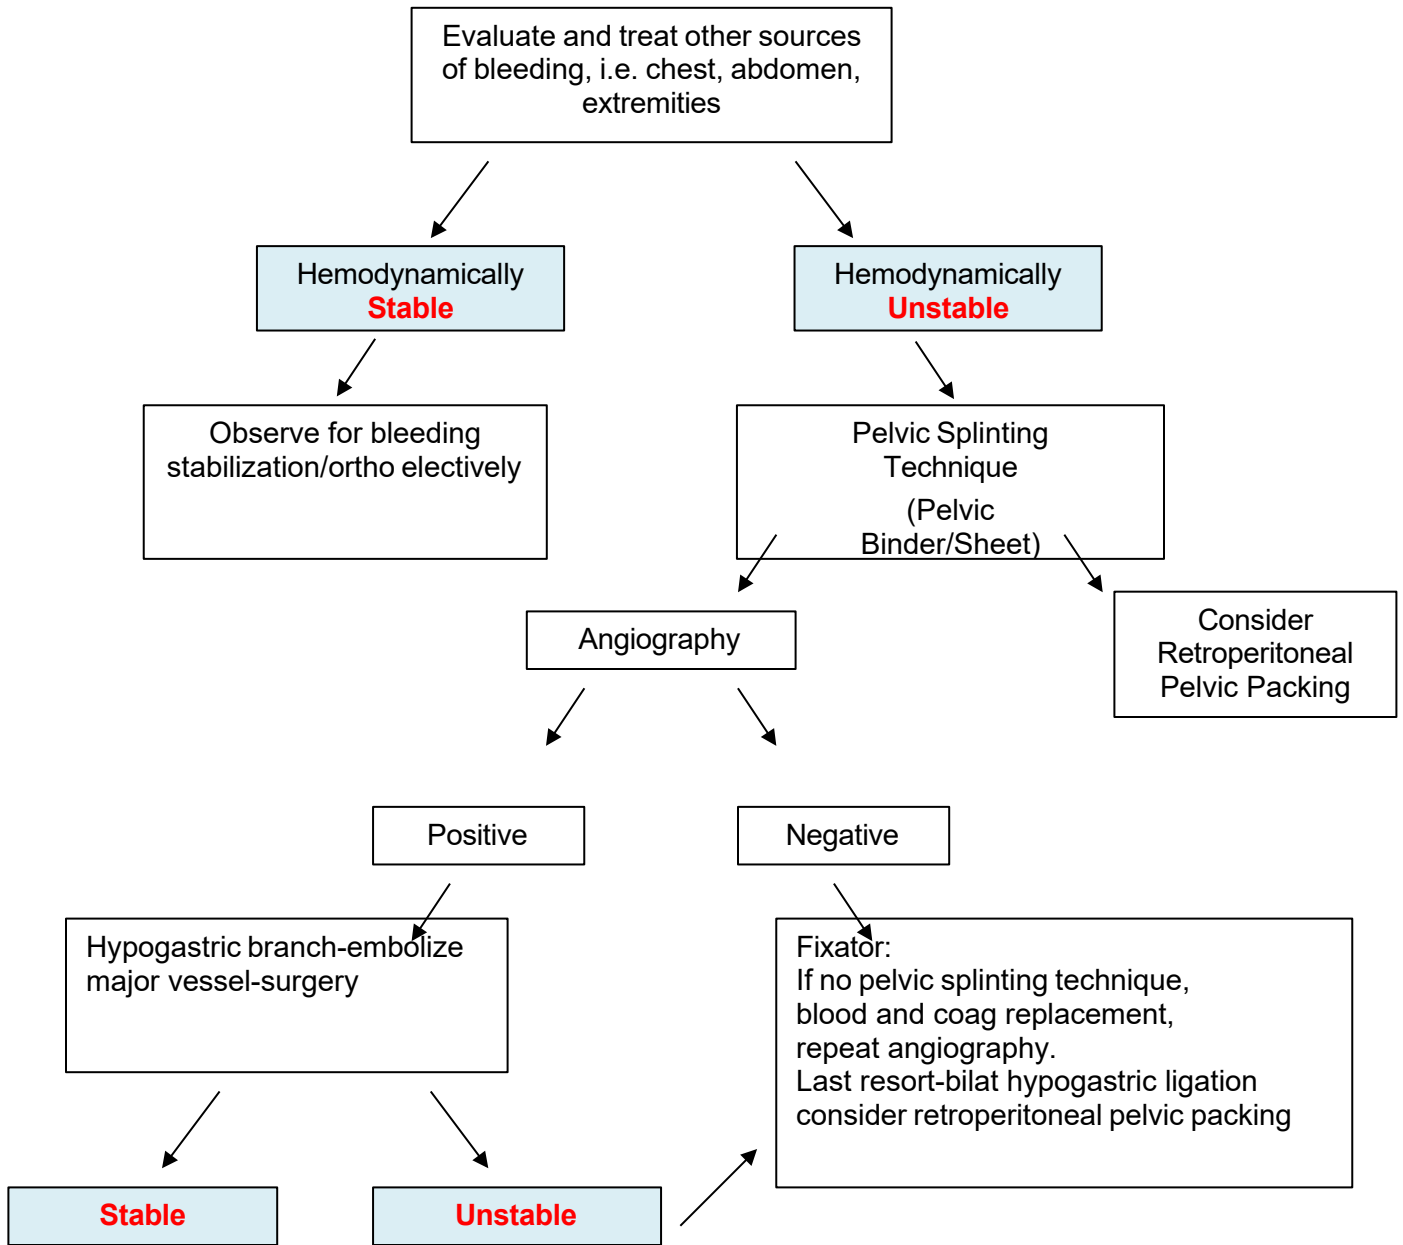 Evaluate and treat other sources
of bleeding, i.e. chest, abdomen,
extremities
Hemodynamically
Stable
Hemodynamically
Unstable
Observe for bleeding
stabilization/ortho electively
Pelvic Splinting
Technique
(Pelvic
Binder/Sheet)
Angiography
Consider
Retroperitoneal
Pelvic Packing
Positive
Negative
Hypogastric branch-embolize
major vessel-surgery
Fixator:
If no pelvic splinting technique,
blood and coag replacement,
repeat angiography.
Last resort-bilat hypogastric ligation
consider retroperitoneal pelvic packing
Stable
Unstable